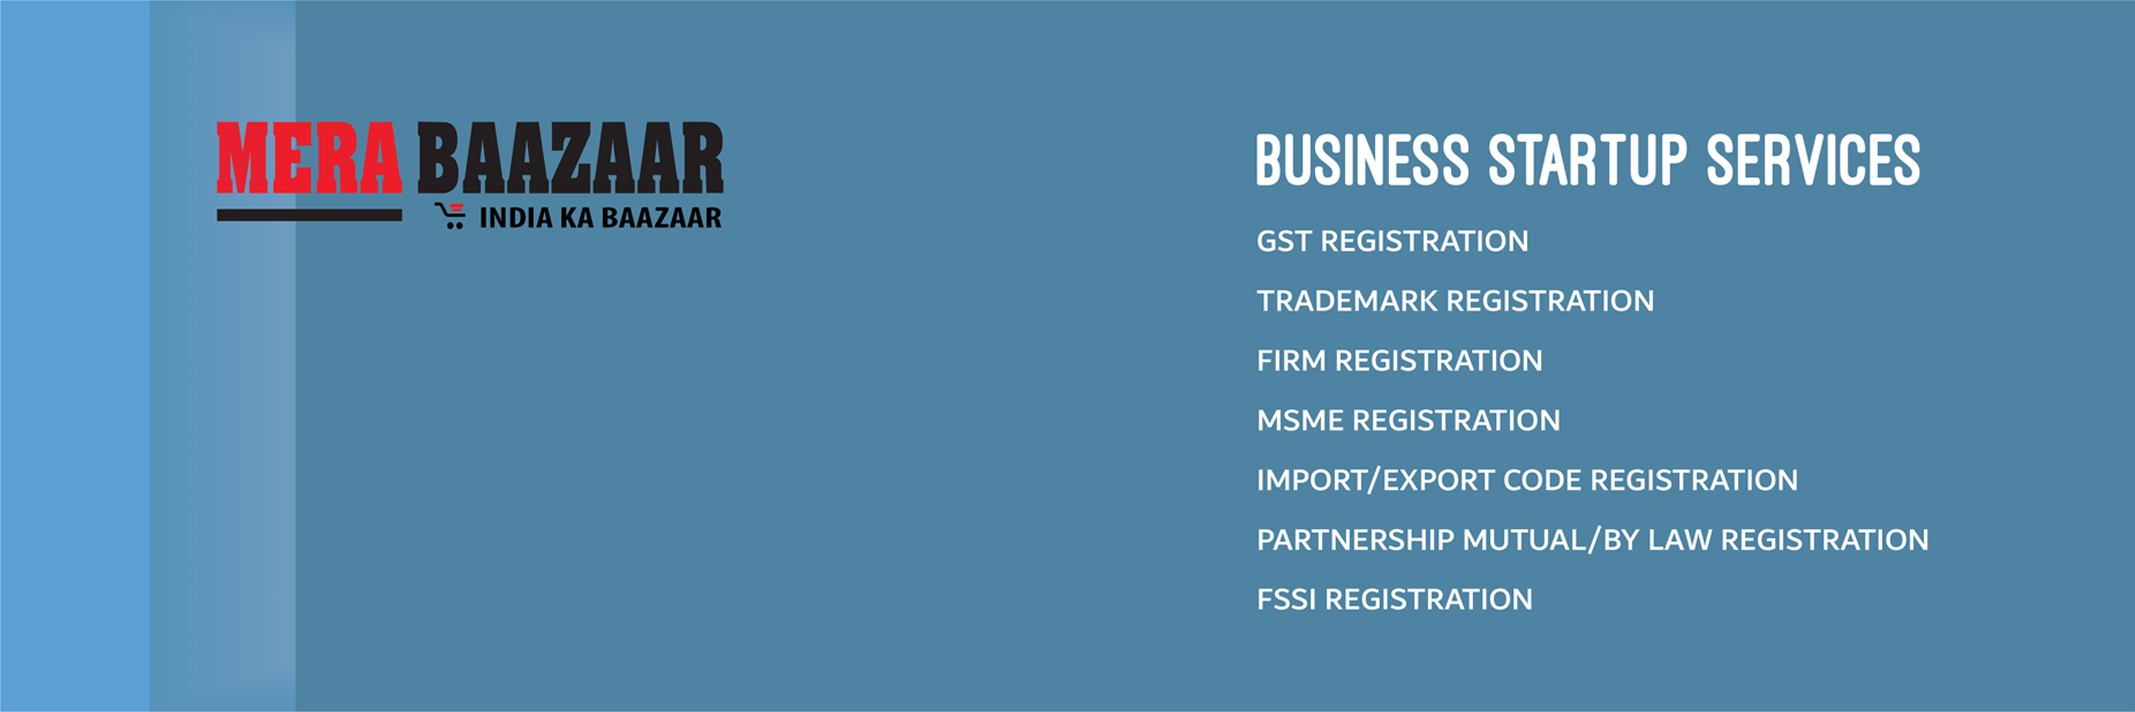 MERA BAAZAAR
INDIA KA BAAZAAR
BUSINESS STARTUP SERVICES
GST REGISTRATION
TRADEMARK REGISTRATION
FIRM REGISTRATION
MSME REGISTRATION
IMPORT/EXPORT CODE REGISTRATION
PARTNERSHIP MUTUAL/BY LAW REGISTRATION
FSSI REGISTRATION